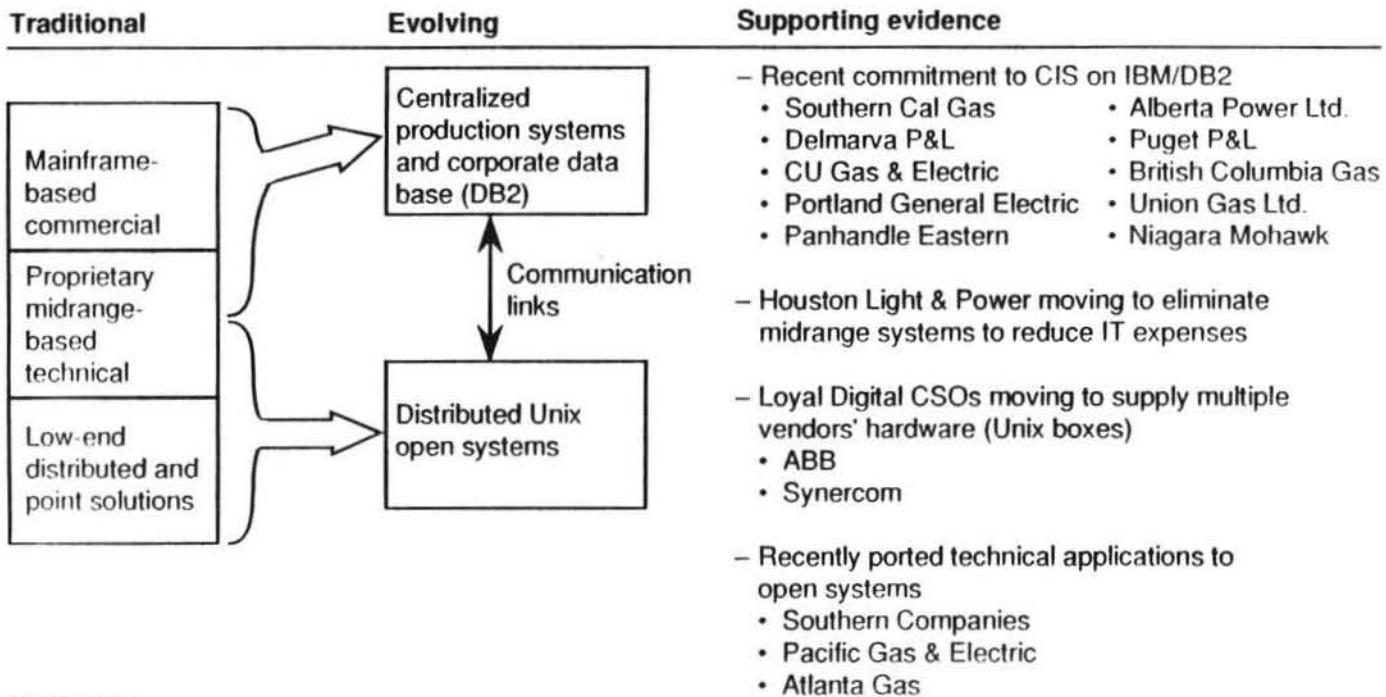 Traditional
Evolving
Supporting evidence
Mainframe-
based
commercial
Proprietary
midrange-
based
technical
Low-end
distributed and
point solutions
Centralized
production systems
and corporate data
base (DB2)
Communication
links
Distributed Unix
open systems
– Recent commitment to CIS on IBM/DB2
• Southern Cal Gas
• Delmarva P&L
• CU Gas & Electric
• Portland General Electric
• Panhandle Eastern
• Alberta Power Ltd.
• Puget P&L
• British Columbia Gas
• Union Gas Ltd.
• Niagara Mohawk
– Houston Light & Power moving to eliminate
midrange systems to reduce IT expenses
– Loyal Digital CSOs moving to supply multiple
vendors' hardware (Unix boxes)
• ABB
• Synercom
– Recently ported technical applications to
open systems
• Southern Companies
• Pacific Gas & Electric
• Atlanta Gas